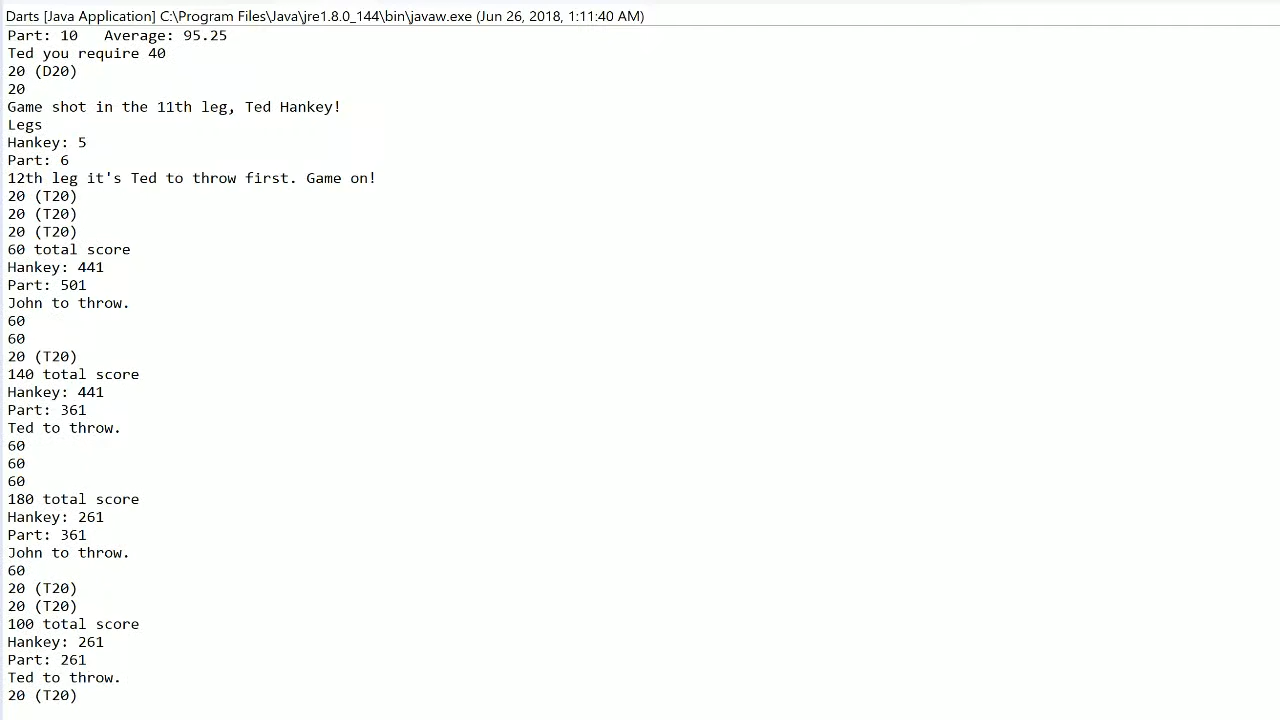 Darts [Java Application] C:\Program Files\Java\jre1.8.0_144\bin\javaw.exe (Jun 26, 2018, 1:11:40 AM)
Part: 10   Average: 95.25
Ted you require 40
20 (D20)
20
Game shot in the 11th leg, Ted Hankey!
Legs
Hankey: 5
Part: 6
12th leg it's Ted to throw first. Game on!
20 (T20)
20 (T20)
20 (T20)
60 total score
Hankey: 441
Part: 501
John to throw.
60
60
20 (T20)
140 total score
Hankey: 441
Part: 361
Ted to throw.
60
60
60
180 total score
Hankey: 261
Part: 361
John to throw.
60
20 (T20)
20 (T20)
100 total score
Hankey: 261
Part: 261
Ted to throw.
20 (T20)